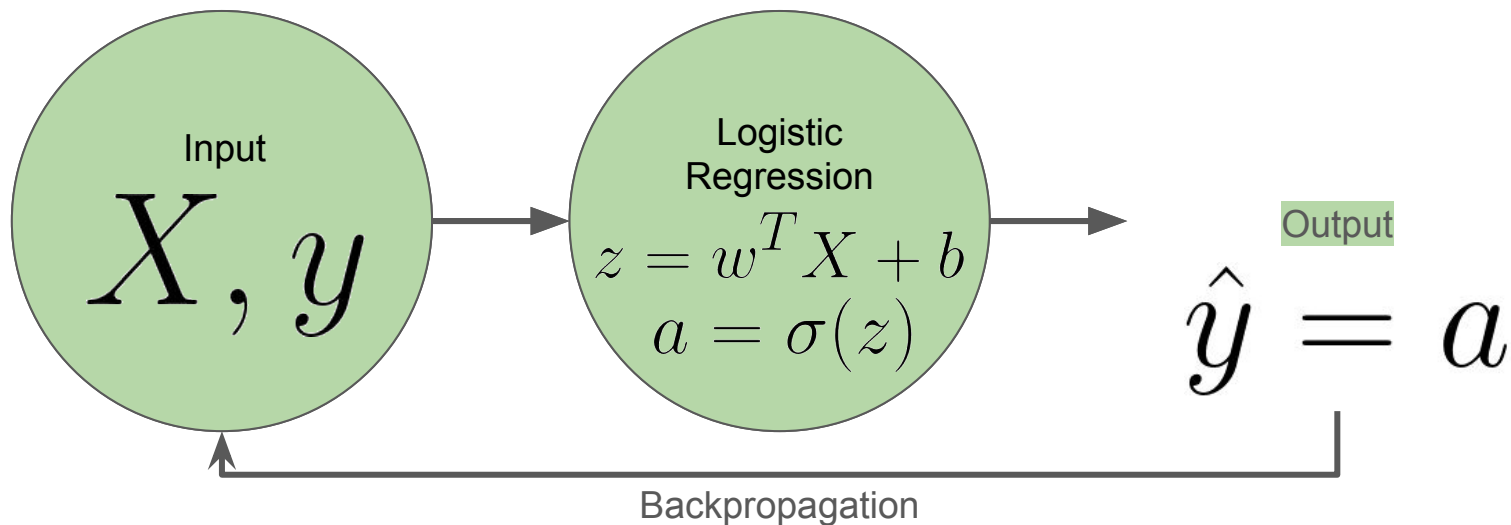 Input
X, y
Logistic
Regression
z = w^T X + b
a = σ(z)
Output
ŷ = a
Backpropagation